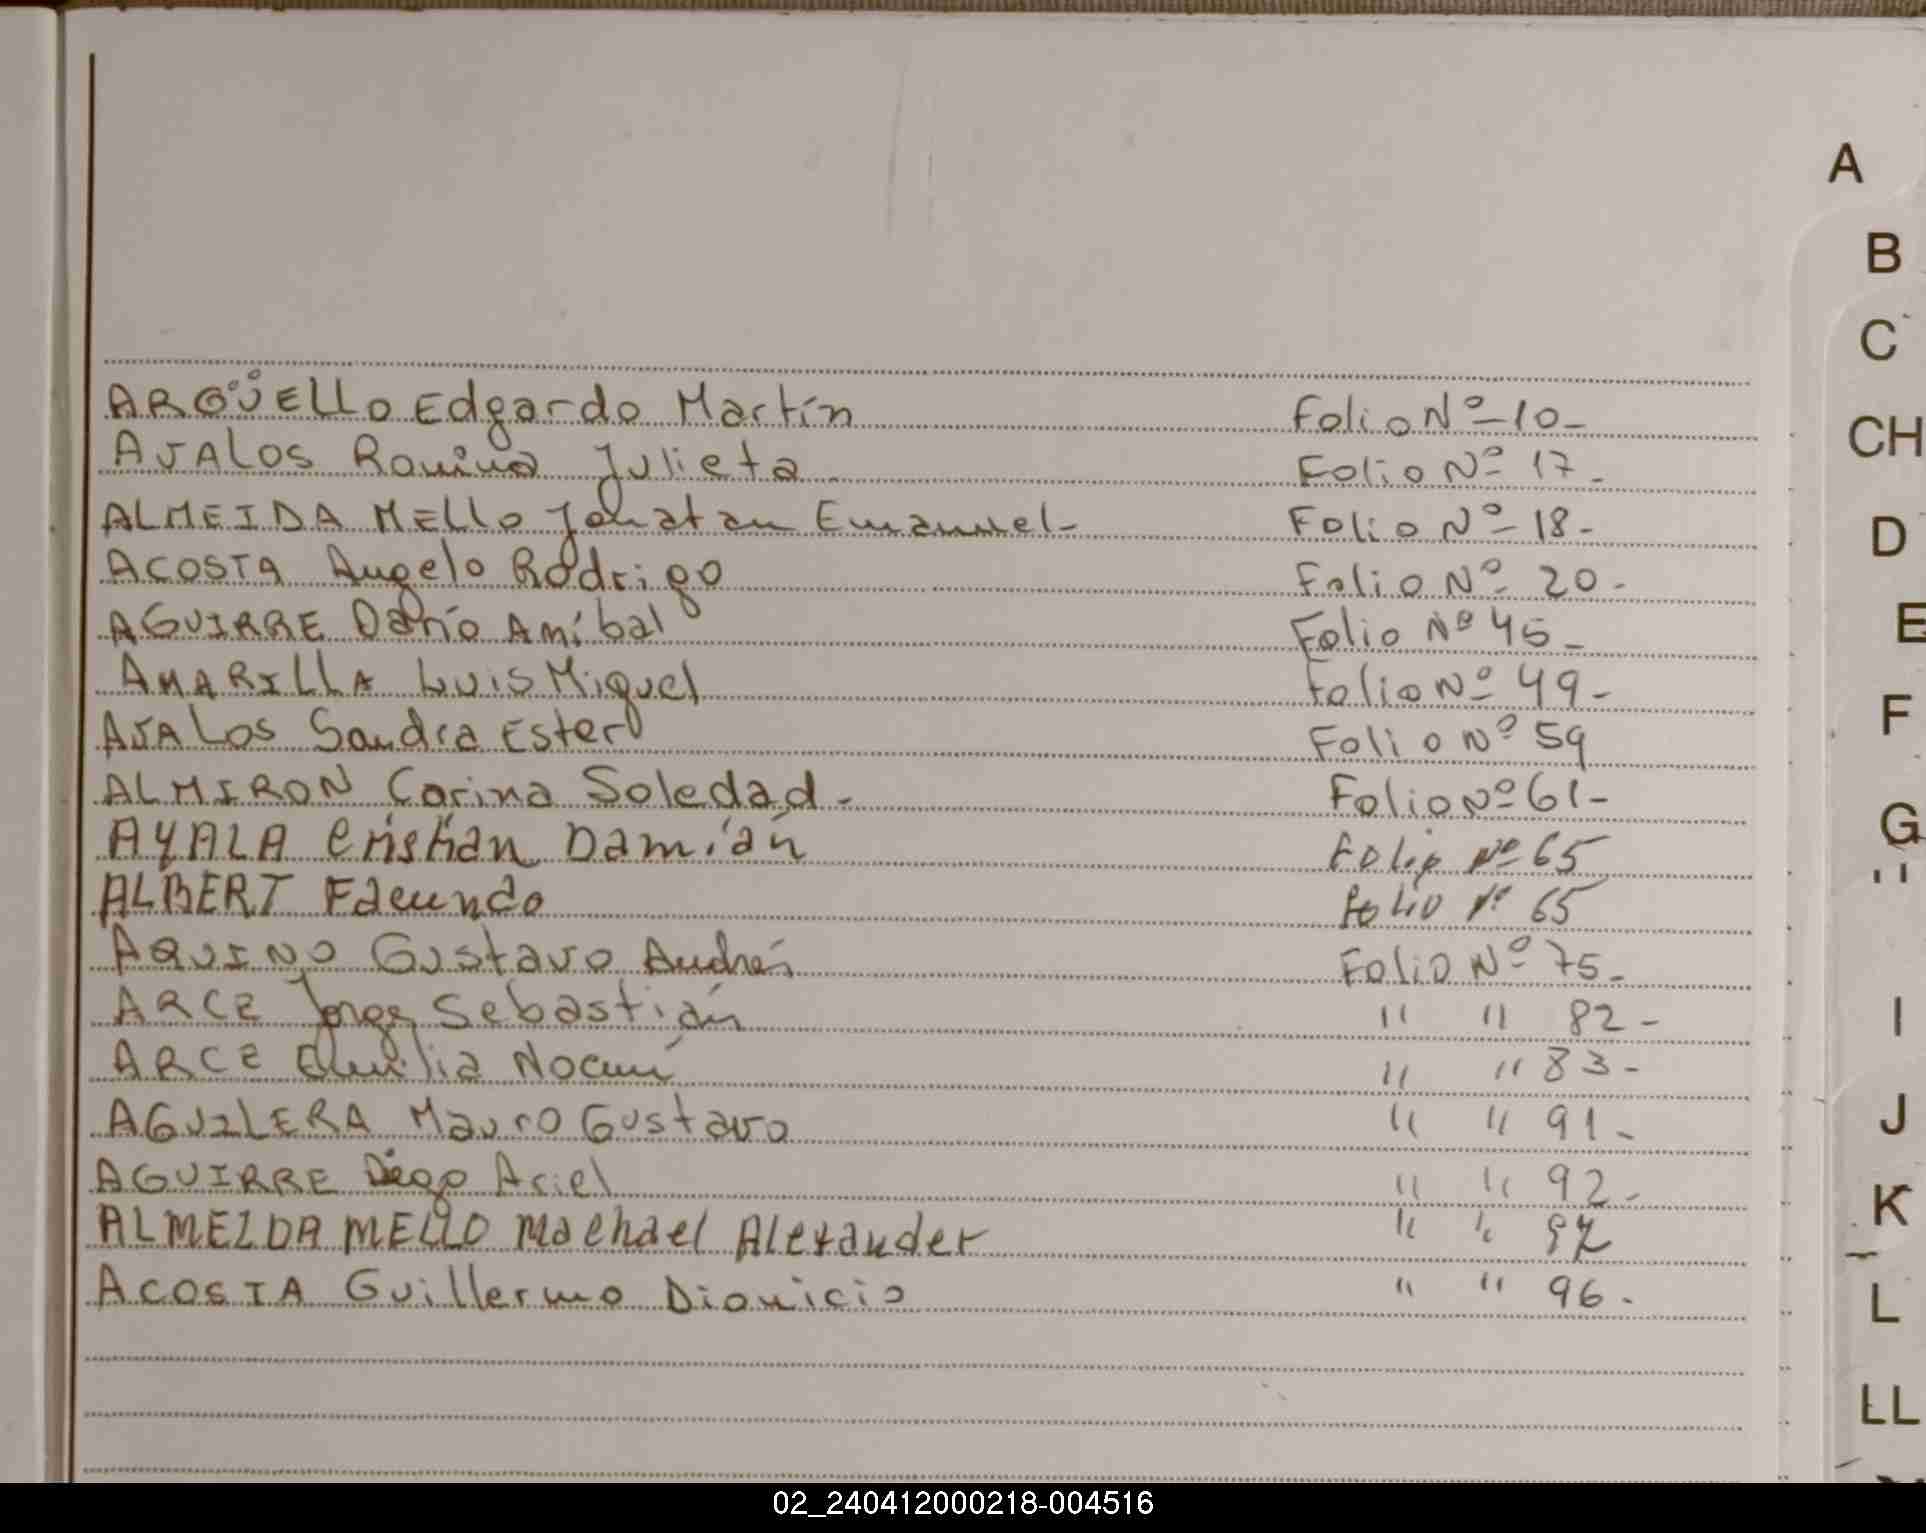 ARGÜELLO Edgardo Martín Folio Nº 10-
AVALOS Romina Julieta Folio Nº 17-
ALMEIDA MELLO Jonatan Emanuel- Folio Nº 18-
ACOSTA Angelo Rodrigo Folio Nº 20-
AGUIRRE Darío Aníbal Folio Nº 45-
AMARILLA Luis Miguel Folio Nº 49-
AVALOS Sandra Ester Folio Nº 59
ALMIRON Carina Soledad- Folio Nº 61-
AYALA Cristian Damián Folio Nº 65
ALBERT Facundo Folio Nº 65
AQUINO Gustavo Andrés Folio Nº 75-
ARCE Jorge Sebastián " " 82-
ARCE Emilia Noemí " " 83-
AGUILERA Mauro Gustavo " " 91-
AGUIRRE Diego Ariel " " 92-
ALMEIDA MELLO Machael Alexander " "
ACOSTA Guillermo Dionicio " " 96-
A
B
C
CH
D
E
F
G
I
J
K
L
LL
02_240412000218-004516